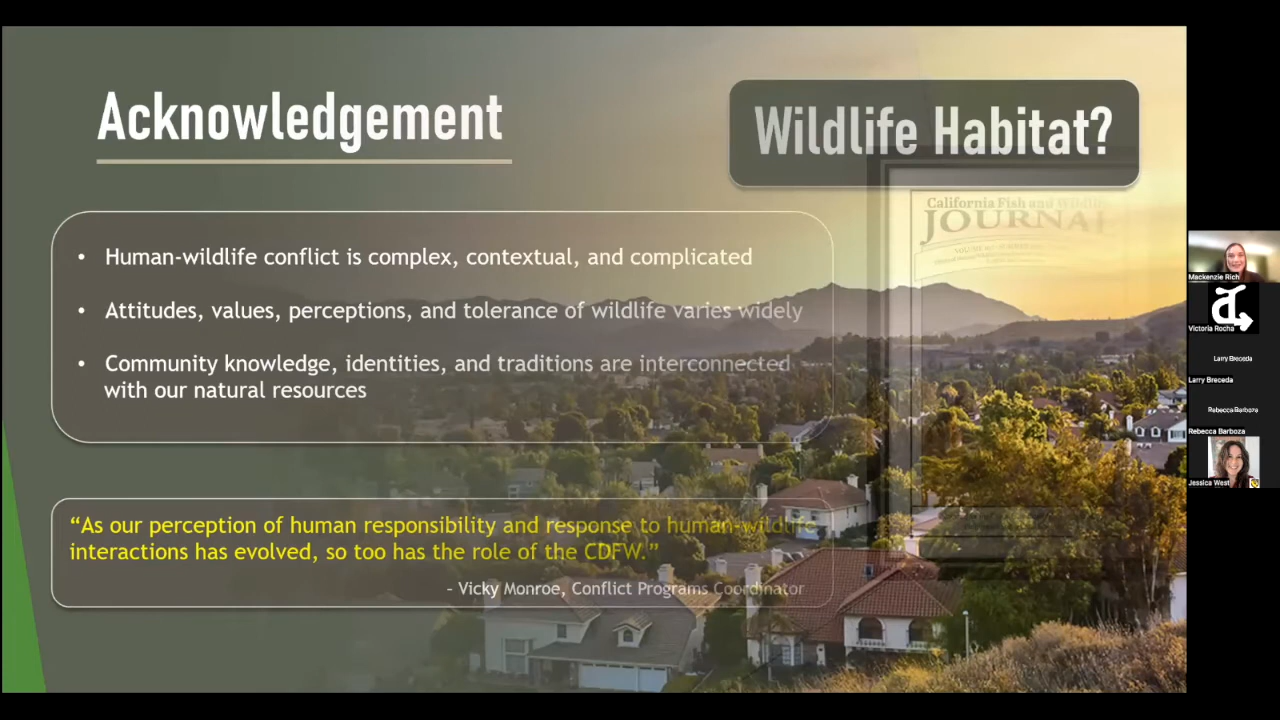 Acknowledgement
Wildlife Habitat?
California Fish and Wildlife
JOURNAL
• Human-wildlife conflict is complex, contextual, and complicated
• Attitudes, values, perceptions, and tolerance of wildlife varies widely
• Community knowledge, identities, and traditions are interconnected
with our natural resources
“As our perception of human responsibility and response to human-wildlife
interactions has evolved, so too has the role of the CDFW.”
– Vicky Monroe, Conflict Programs Coordinator
Mackenzie Rich
Victoria Rocha
Larry Breceda
Larry Breceda
Rebecca Barboza
Rebecca Barboza
Jessica West